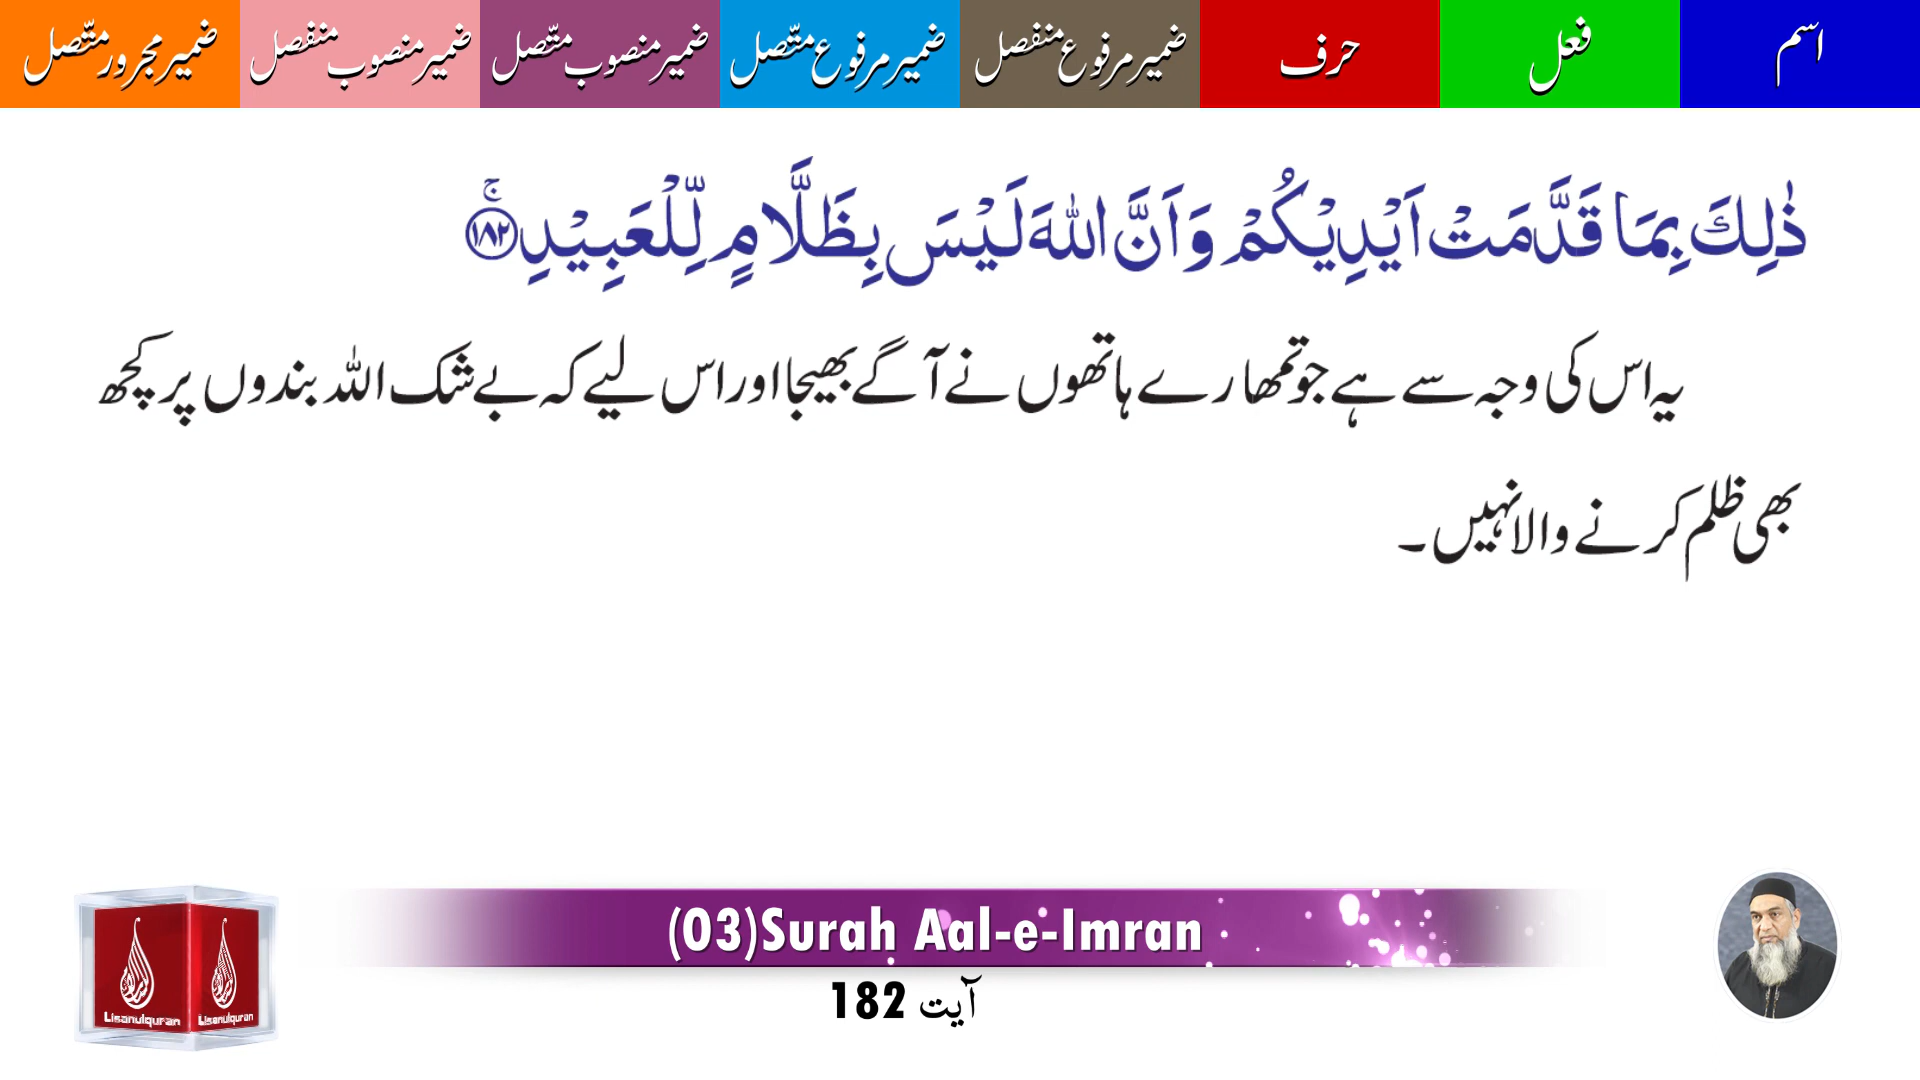 اسم فعل حرف ضمیر مرفوع منفصل ضمیر مرفوع متّصل ضمیر منصوب متّصل ضمیر منصوب منفصل ضمیر مجرور متّصل
ذٰلِكَ بِمَا قَدَّمَتْ اَيْدِيْكُمْ وَاَنَّ اللّٰهَ لَيْسَ بِظَلَّامٍ لِّلْعَبِيْدِ ۚ ۝۱۸۲
یہ اس کی وجہ سے ہے جو تمھارے ہاتھوں نے آگے بھیجا اور اس لیے کہ بے شک اللہ بندوں پر کچھ
بھی ظلم کرنے والا نہیں۔
(03)Surah Aal-e-Imran
آیت 182
Lisanulquran Lisanulquran